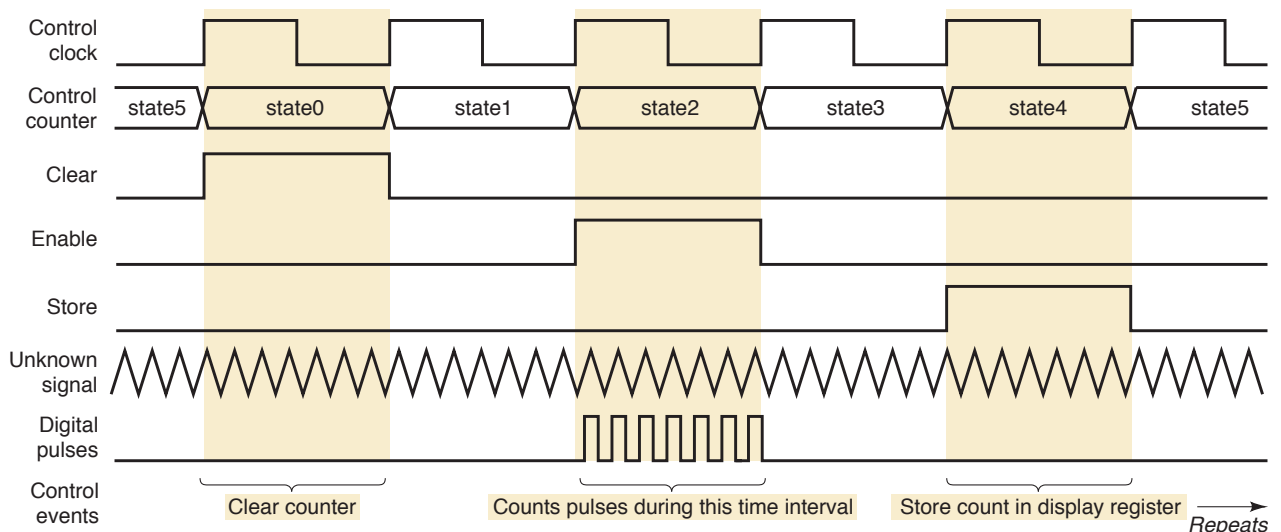 Control
clock
Control
counter
state5 state0 state1 state2 state3 state4 state5
Clear
Enable
Store
Unknown
signal
Digital
pulses
Control
events
Clear counter Counts pulses during this time interval Store count in display register
Repeats